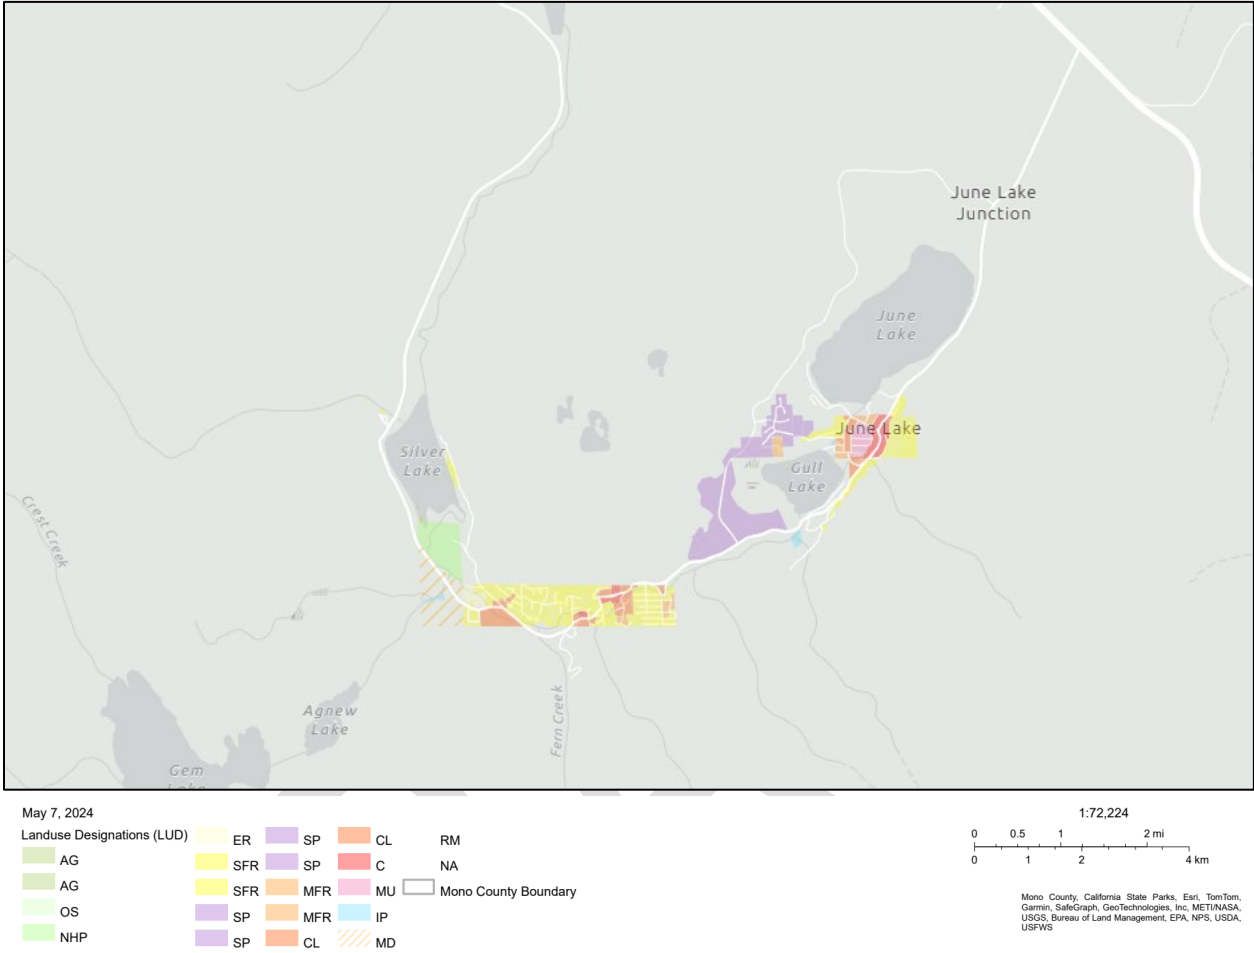 June Lake
Junction
June
Lake
June Lake
Silver
Lake
Gull
Lake
Crest Creek
Agnew
Lake
Fern Creek
Gem
Lake
May 7, 2024
Landuse Designations (LUD)
AG
AG
OS
NHP
ER
SFR
SFR
SP
SP
SP
SP
MFR
MFR
CL
CL
C
MU
IP
MD
RM
NA
Mono County Boundary
1:72,224
0 0.5 1 2 mi
0 1 2 4 km
Mono County, California State Parks, Esri, TomTom,
Garmin, SafeGraph, GeoTechnologies, Inc, METI/NASA,
USGS, Bureau of Land Management, EPA, NPS, USDA,
USFWS